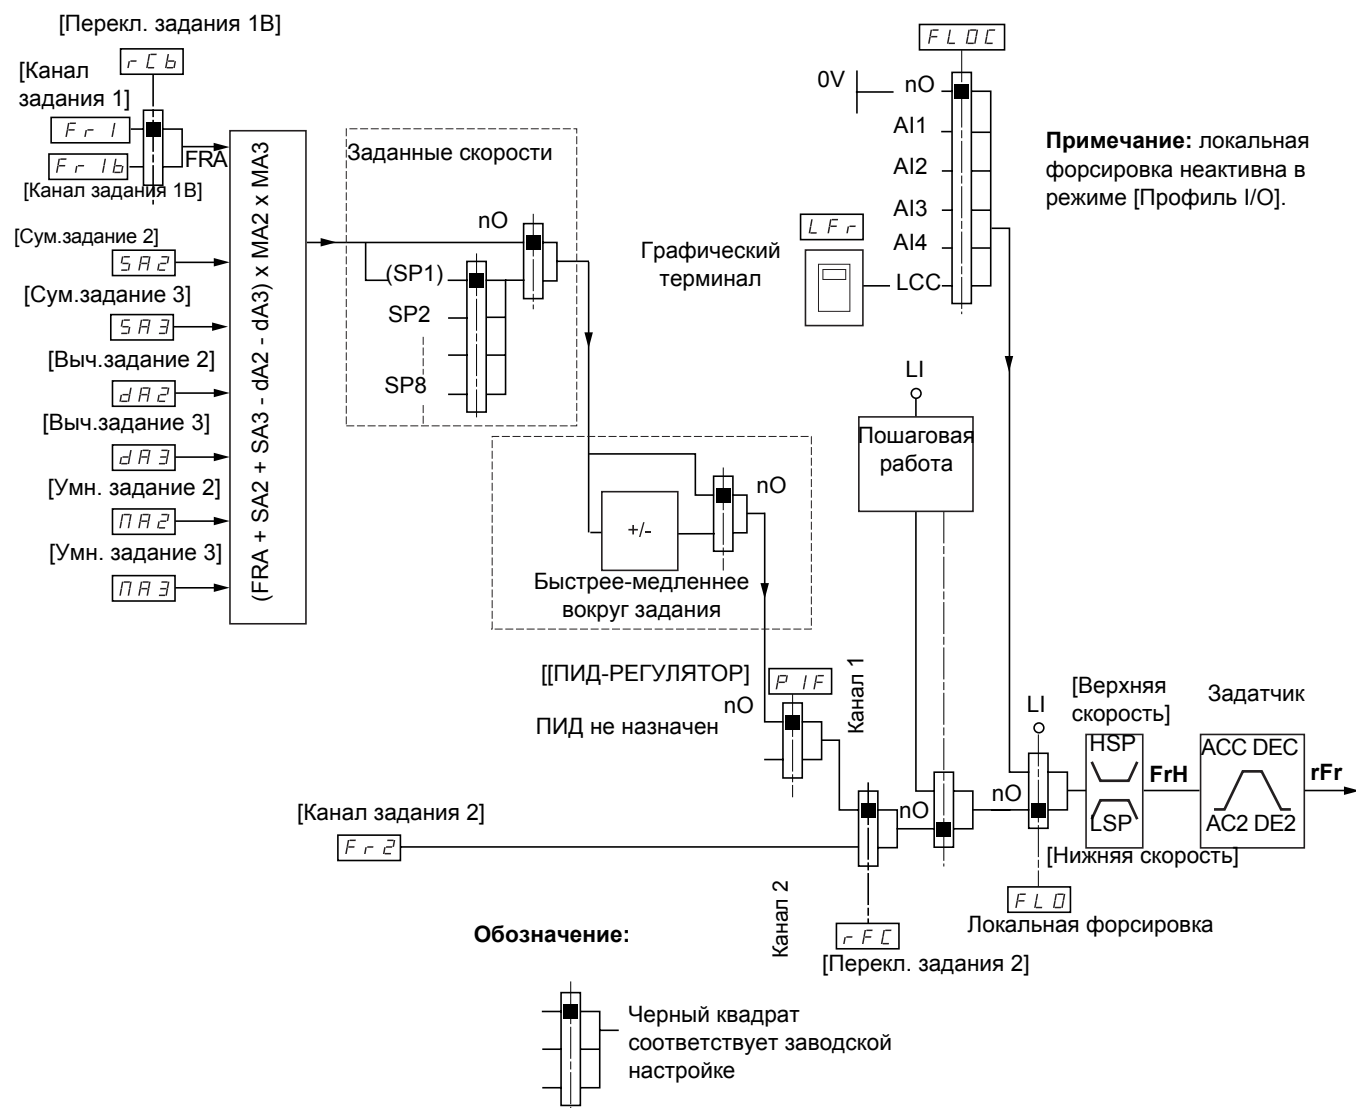 [Перекл. задания 1B]
rCb
[Канал
задания 1]
Fr1
Fr1b
FRA
[Канал задания 1B]
[Сум.задание 2]
SA2
[Сум.задание 3]
SA3
[Выч.задание 2]
dA2
[Выч.задание 3]
dA3
[Умн. задание 2]
MA2
[Умн. задание 3]
MA3
(FRA + SA2 + SA3 - dA2 - dA3) x MA2 x MA3
Заданные скорости
nO
(SP1)
SP2
SP8
+/-
nO
Быстрее-медленнее
вокруг задания
[[ПИД-РЕГУЛЯТОР]
PIF
nO
ПИД не назначен
Канал 1
[Канал задания 2]
Fr2
Канал 2
rFC
[Перекл. задания 2]
FLOC
0V
nO
AI1
AI2
AI3
AI4
LCC
LFr
Графический
терминал
Примечание: локальная
форсировка неактивна в
режиме [Профиль I/O].
LI
Пошаговая
работа
nO
nO
LI
FLO
Локальная форсировка
[Верхняя
скорость]
HSP
LSP
[Нижняя скорость]
FrH
Задатчик
ACC DEC
AC2 DE2
rFr
Обозначение:
Черный квадрат
соответствует заводской
настройке